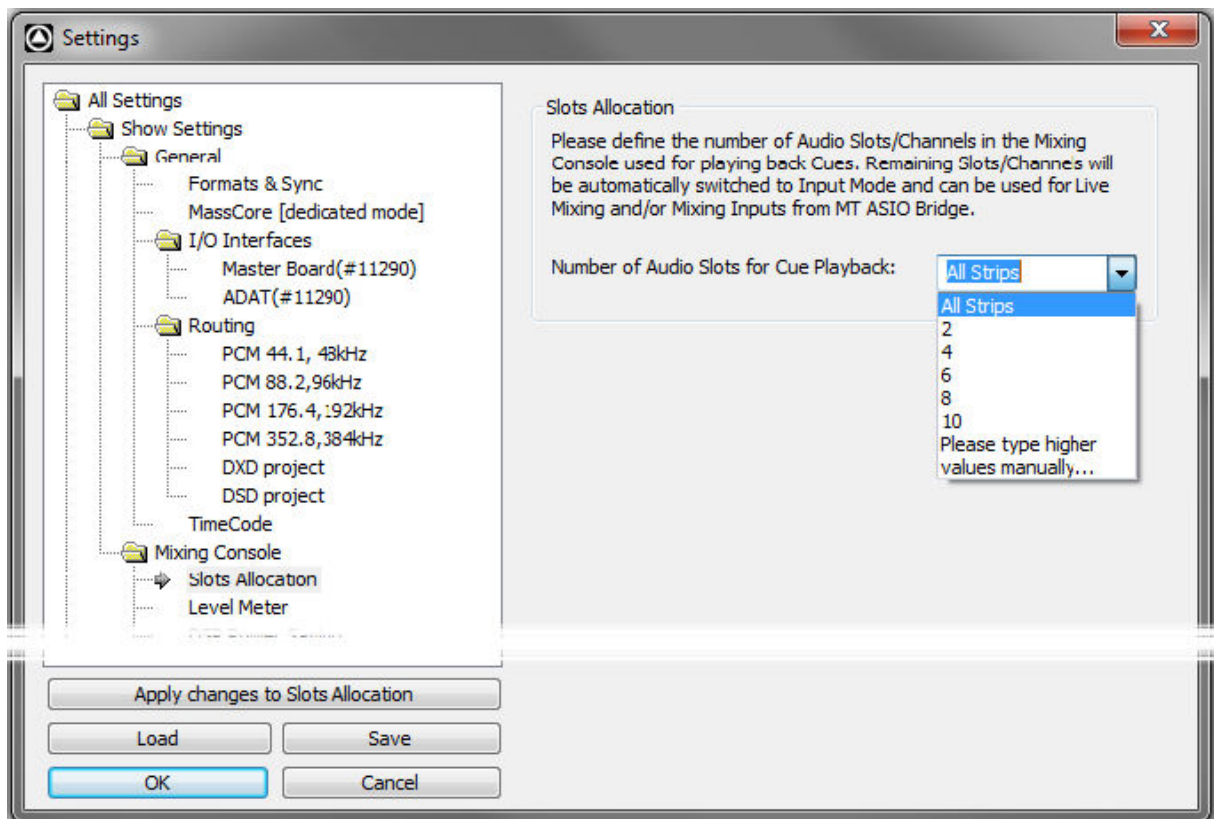 Settings
All Settings
Show Settings
General
Formats & Sync
MassCore [dedicated mode]
I/O Interfaces
Master Board(#11290)
ADAT(#11290)
Routing
PCM 44.1, 48kHz
PCM 88.2,96kHz
PCM 176.4,192kHz
PCM 352.8,384kHz
DXD project
DSD project
TimeCode
Mixing Console
Slots Allocation
Level Meter
Apply changes to Slots Allocation
Load
Save
OK
Cancel
Slots Allocation
Please define the number of Audio Slots/Channels in the Mixing
Console used for playing back Cues. Remaining Slots/Channels will
be automatically switched to Input Mode and can be used for Live
Mixing and/or Mixing Inputs from MT ASIO Bridge.
Number of Audio Slots for Cue Playback:
All Strips
All Strips
2
4
6
8
10
Please type higher
values manually...